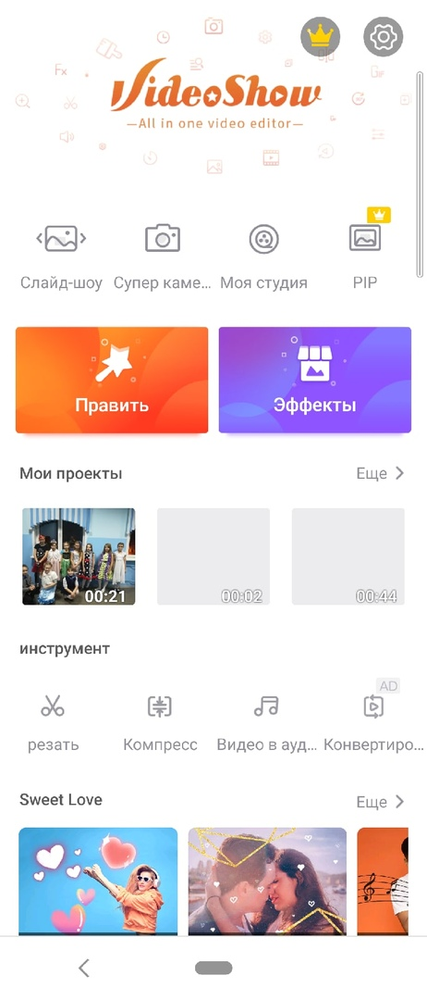 Fx
VideoShow
—All in one video editor—
Слайд-шоу
Супер каме...
Моя студия
PIP
Править
Эффекты
Мои проекты
Еще
00:21
00:02
00:44
инструмент
AD
резать
Компресс
Видео в ауд...
Конвертиро...
Sweet Love
Еще